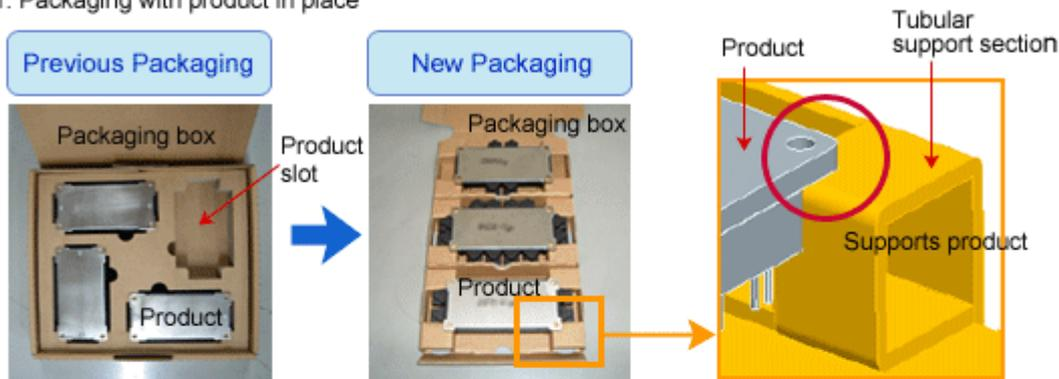 Packaging with product in place
Previous Packaging
New Packaging
Packaging box
Product
slot
Product
Packaging box
Product
Product
Tubular
support section
Supports product